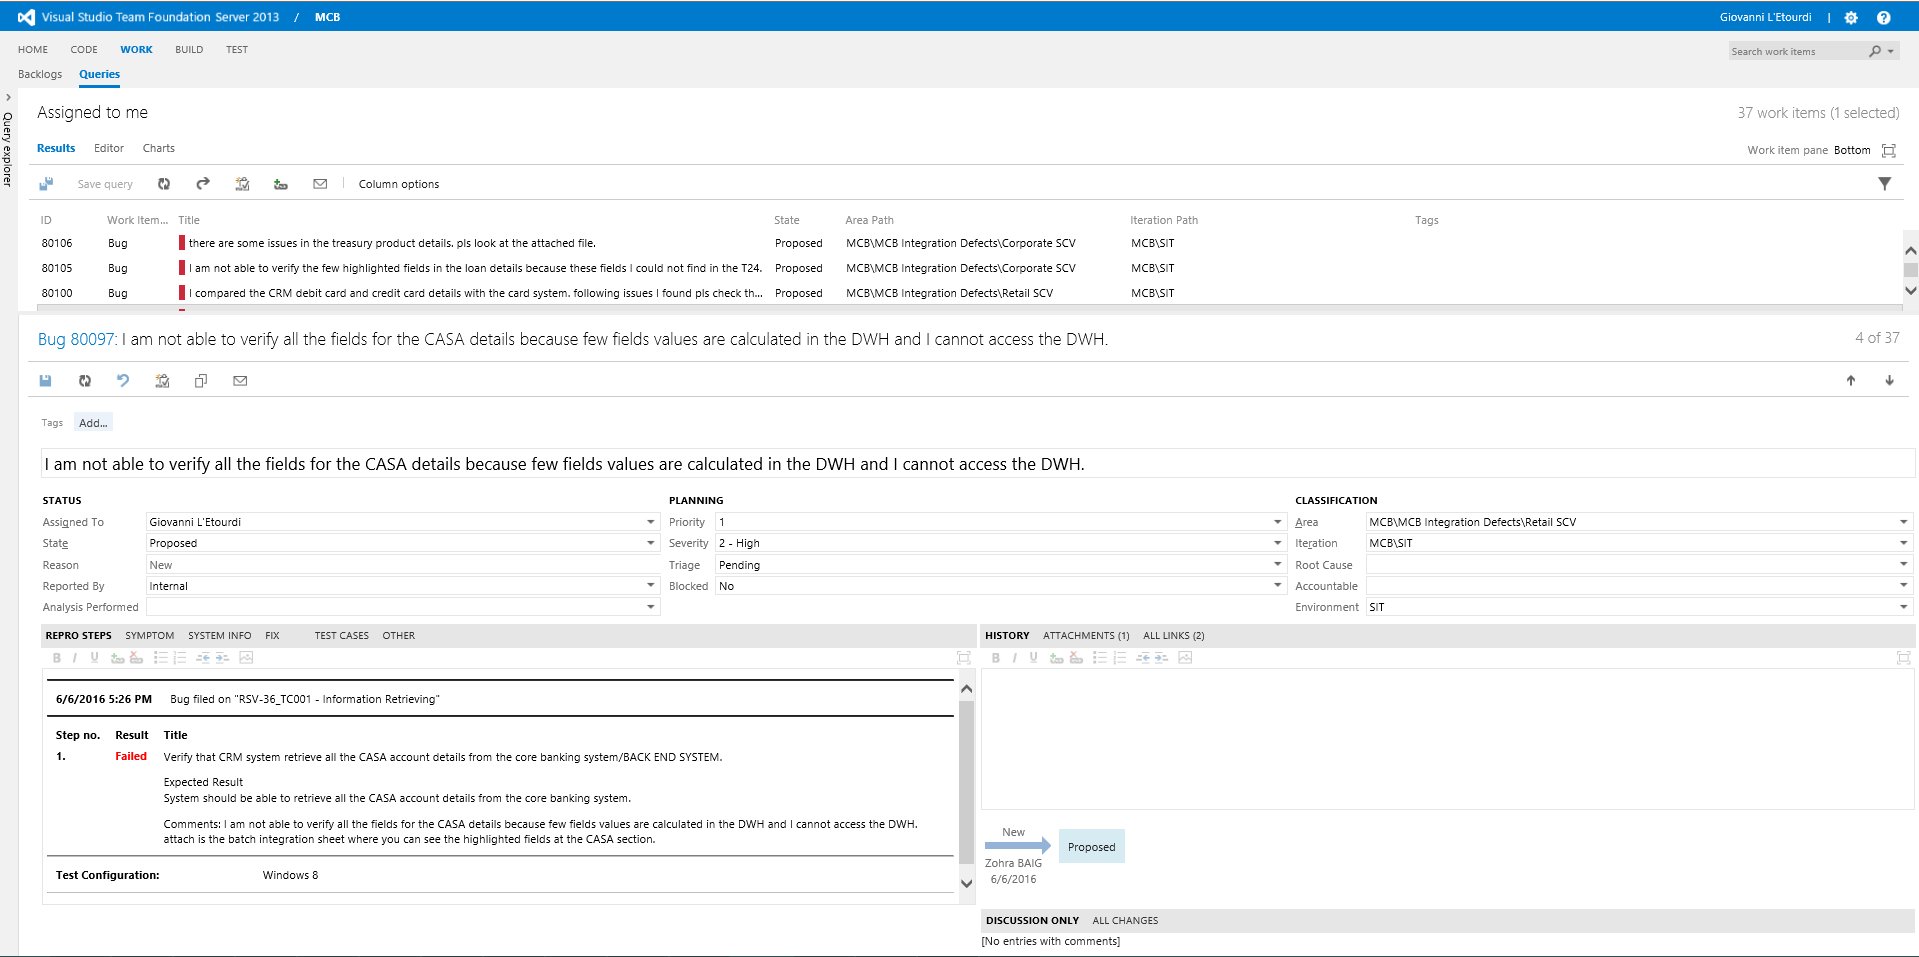 Visual Studio Team Foundation Server 2013 / MCB
Giovanni L'Etourdi |
HOME CODE WORK BUILD TEST
Search work items
Backlogs Queries
Query explorer
Assigned to me
37 work items (1 selected)
Results Editor Charts
Work item pane Bottom
Save query Column options
ID Work Item... Title State Area Path Iteration Path Tags
80106 Bug there are some issues in the treasury product details. pls look at the attached file. Proposed MCB\MCB Integration Defects\Corporate SCV MCB\SIT
80105 Bug I am not able to verify the few highlighted fields in the loan details because these fields I could not find in the T24. Proposed MCB\MCB Integration Defects\Corporate SCV MCB\SIT
80100 Bug I compared the CRM debit card and credit card details with the card system. following issues I found pls check th... Proposed MCB\MCB Integration Defects\Retail SCV MCB\SIT
Bug 80097: I am not able to verify all the fields for the CASA details because few fields values are calculated in the DWH and I cannot access the DWH.
4 of 37
Tags Add...
I am not able to verify all the fields for the CASA details because few fields values are calculated in the DWH and I cannot access the DWH.
STATUS
Assigned To Giovanni L'Etourdi
State Proposed
Reason New
Reported By Internal
Analysis Performed
PLANNING
Priority 1
Severity 2 - High
Triage Pending
Blocked No
CLASSIFICATION
Area MCB\MCB Integration Defects\Retail SCV
Iteration MCB\SIT
Root Cause
Accountable
Environment SIT
REPRO STEPS SYMPTOM SYSTEM INFO FIX TEST CASES OTHER
B I U
6/6/2016 5:26 PM Bug filed on "RSV-36_TC001 - Information Retrieving"
Step no. Result Title
1. Failed Verify that CRM system retrieve all the CASA account details from the core banking system/BACK END SYSTEM.
Expected Result
System should be able to retrieve all the CASA account details from the core banking system.
Comments: I am not able to verify all the fields for the CASA details because few fields values are calculated in the DWH and I cannot access the DWH.
attach is the batch integration sheet where you can see the highlighted fields at the CASA section.
Test Configuration: Windows 8
HISTORY ATTACHMENTS (1) ALL LINKS (2)
B I U
New
Proposed
Zohra BAIG
6/6/2016
DISCUSSION ONLY ALL CHANGES
[No entries with comments]